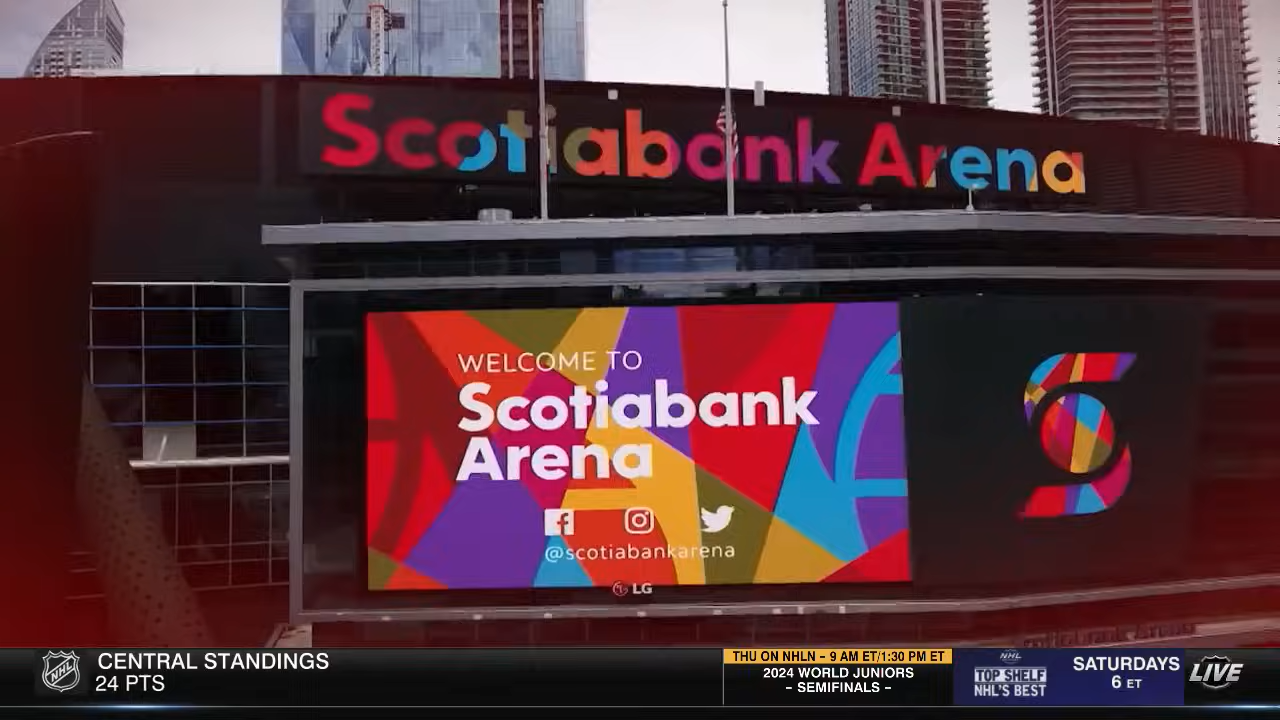 Scotiabank Arena
WELCOME TO
Scotiabank
Arena
@scotiabankarena
LG
NHL
CENTRAL STANDINGS
24 PTS
THU ON NHLN - 9 AM ET/1:30 PM ET
2024 WORLD JUNIORS
- SEMIFINALS -
NHL
TOP SHELF
NHL'S BEST
SATURDAYS
6 ET
LIVE